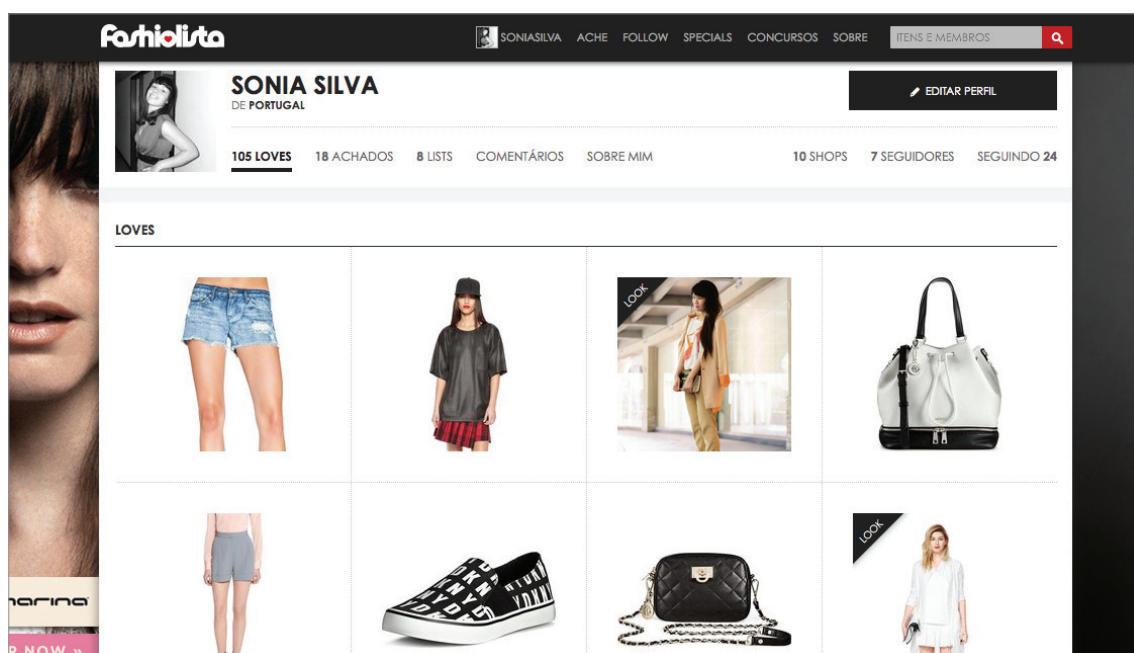 Fashiolista
SONIASILVA ACHE FOLLOW SPECIALS CONCURSOS SOBRE ITENS E MEMBROS
SONIA SILVA
DE PORTUGAL
EDITAR PERFIL
105 LOVES 18 ACHADOS 8 LISTS COMENTÁRIOS SOBRE MIM 10 SHOPS 7 SEGUIDORES SEGUINDO 24
LOVES
LOOK
LOOK
DKNY
NOW »